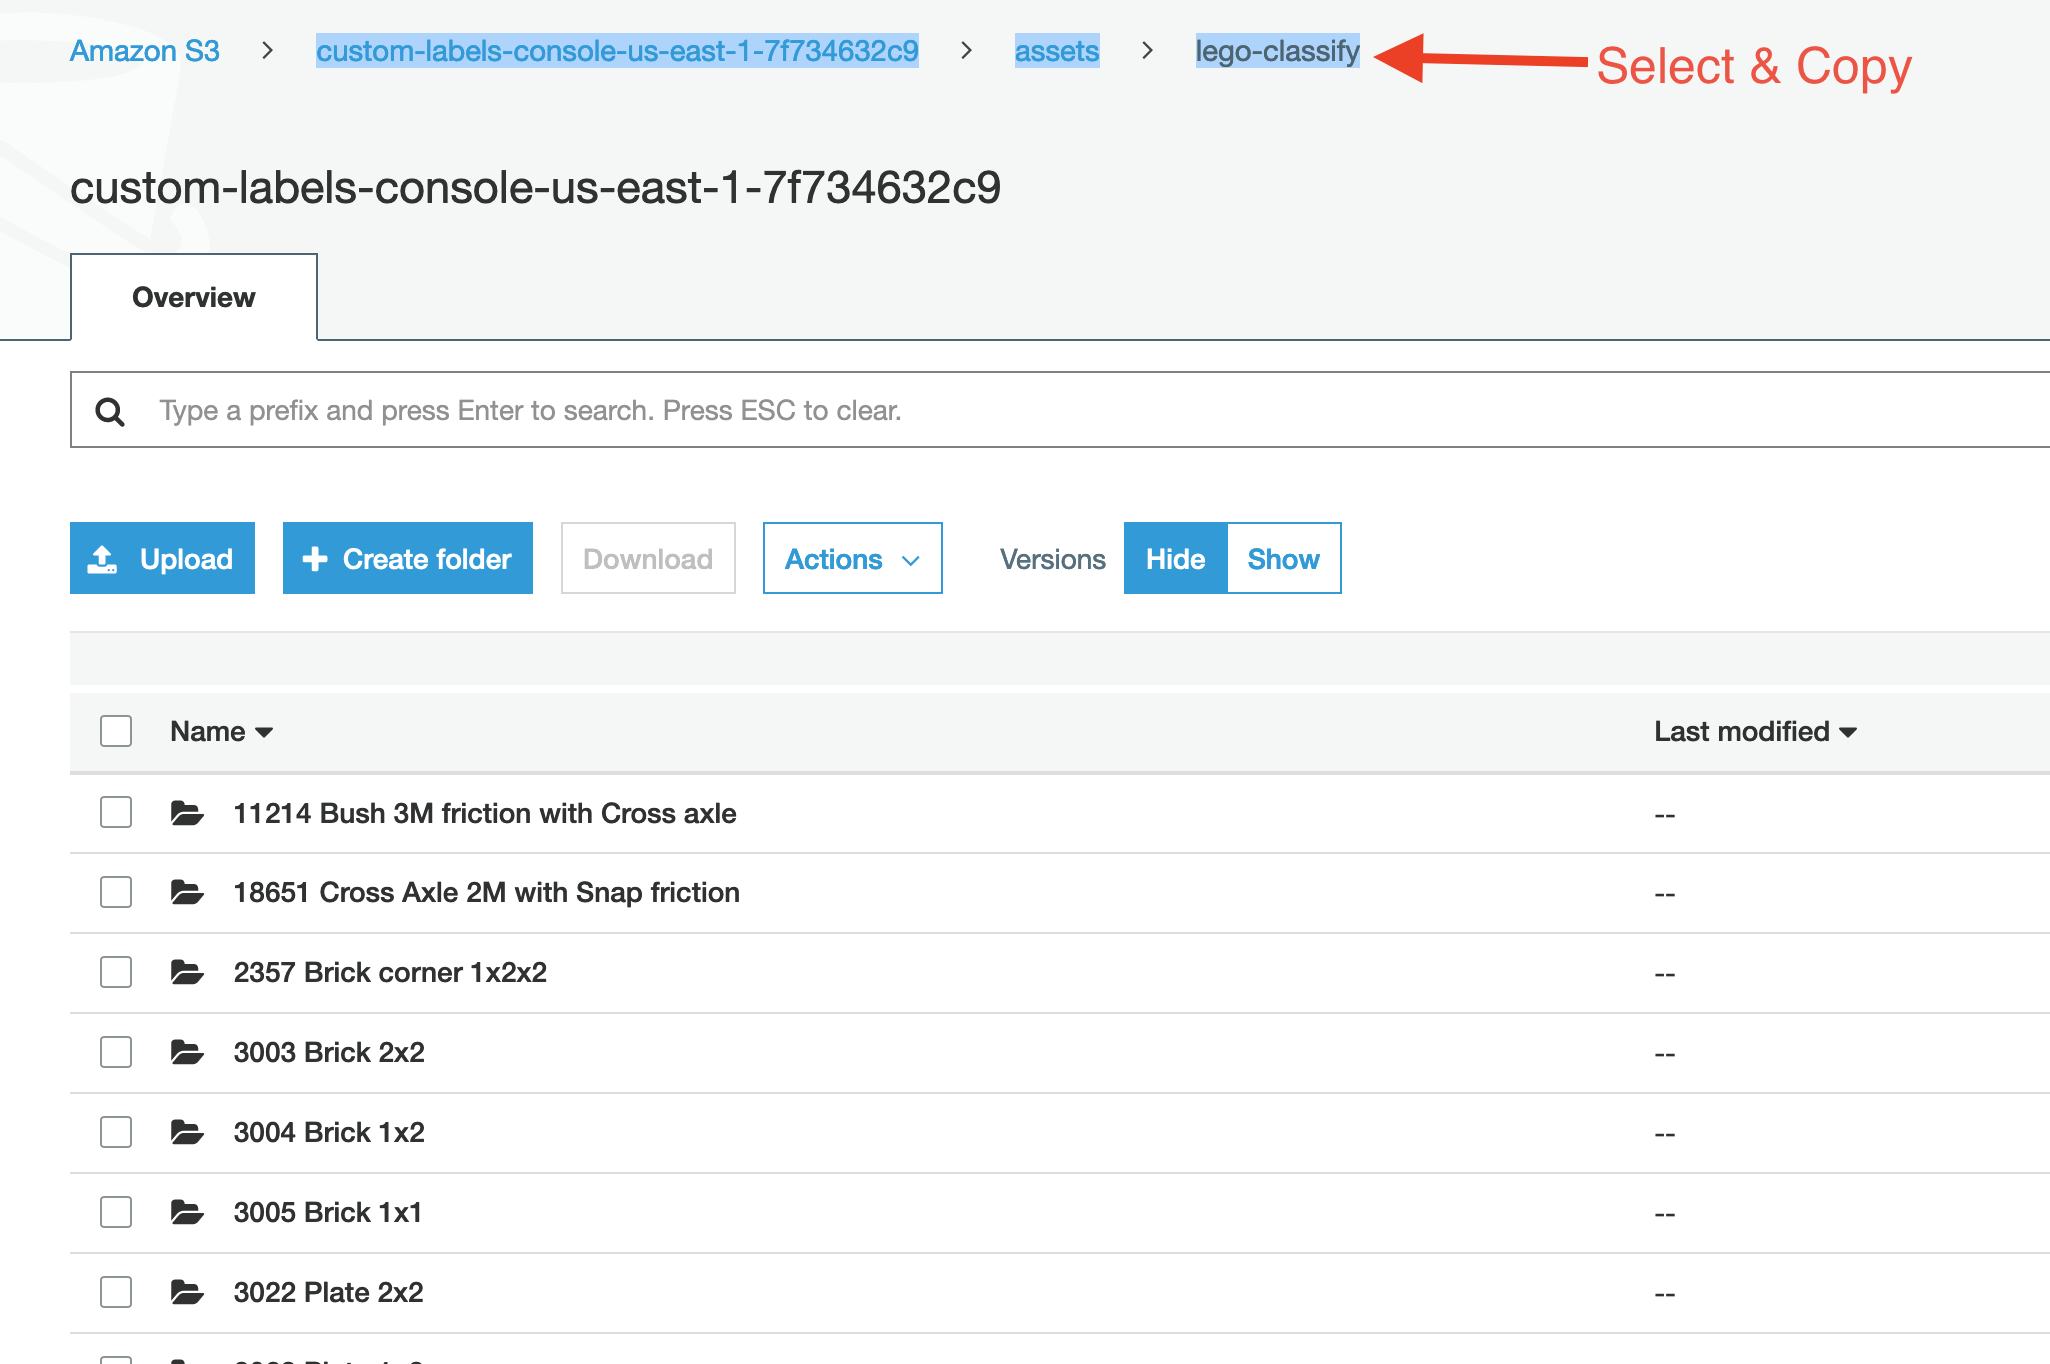 Amazon S3 > custom-labels-console-us-east-1-7f734632c9 > assets > lego-classify Select & Copy
custom-labels-console-us-east-1-7f734632c9
Overview
Type a prefix and press Enter to search. Press ESC to clear.
Upload Create folder Download Actions Versions Hide Show
Name Last modified
11214 Bush 3M friction with Cross axle --
18651 Cross Axle 2M with Snap friction --
2357 Brick corner 1x2x2 --
3003 Brick 2x2 --
3004 Brick 1x2 --
3005 Brick 1x1 --
3022 Plate 2x2 --